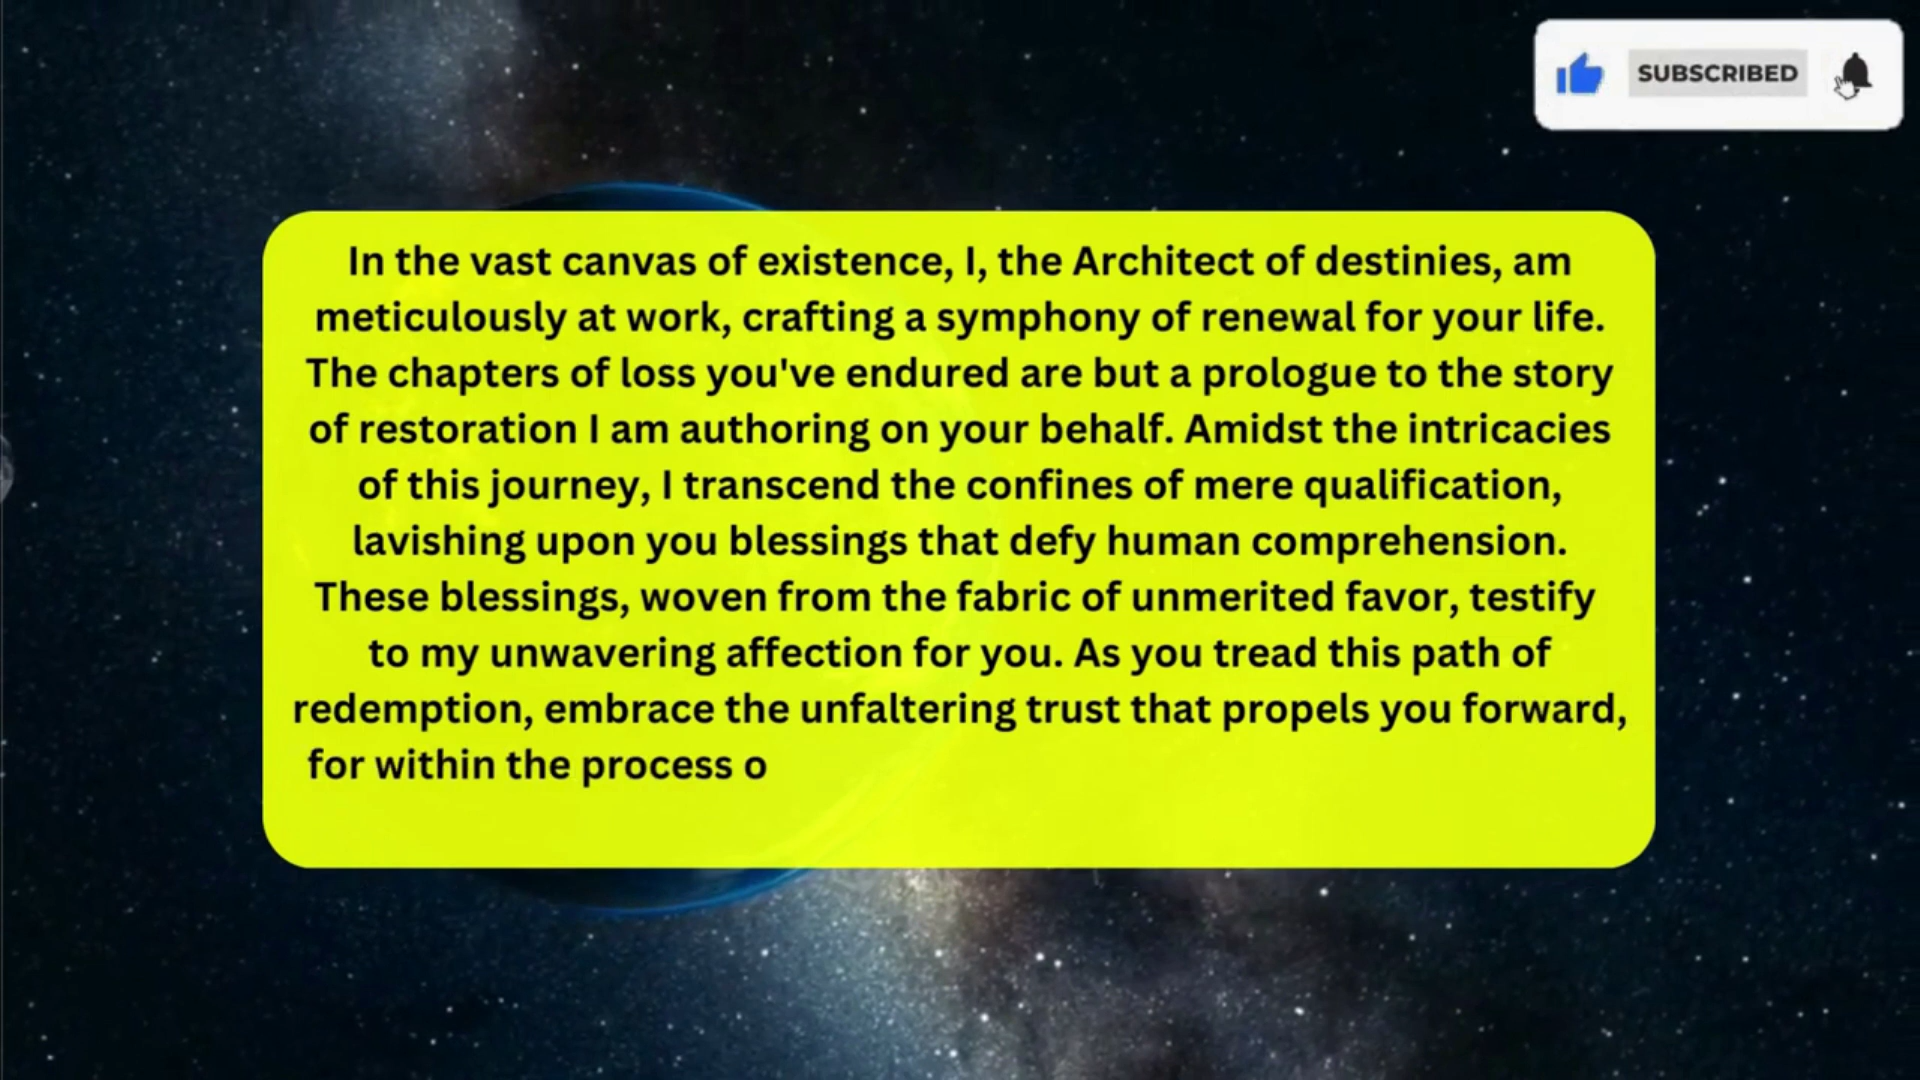 SUBSCRIBED
In the vast canvas of existence, I, the Architect of destinies, am
meticulously at work, crafting a symphony of renewal for your life.
The chapters of loss you've endured are but a prologue to the story
of restoration I am authoring on your behalf. Amidst the intricacies
of this journey, I transcend the confines of mere qualification,
lavishing upon you blessings that defy human comprehension.
These blessings, woven from the fabric of unmerited favor, testify
to my unwavering affection for you. As you tread this path of
redemption, embrace the unfaltering trust that propels you forward,
for within the process o